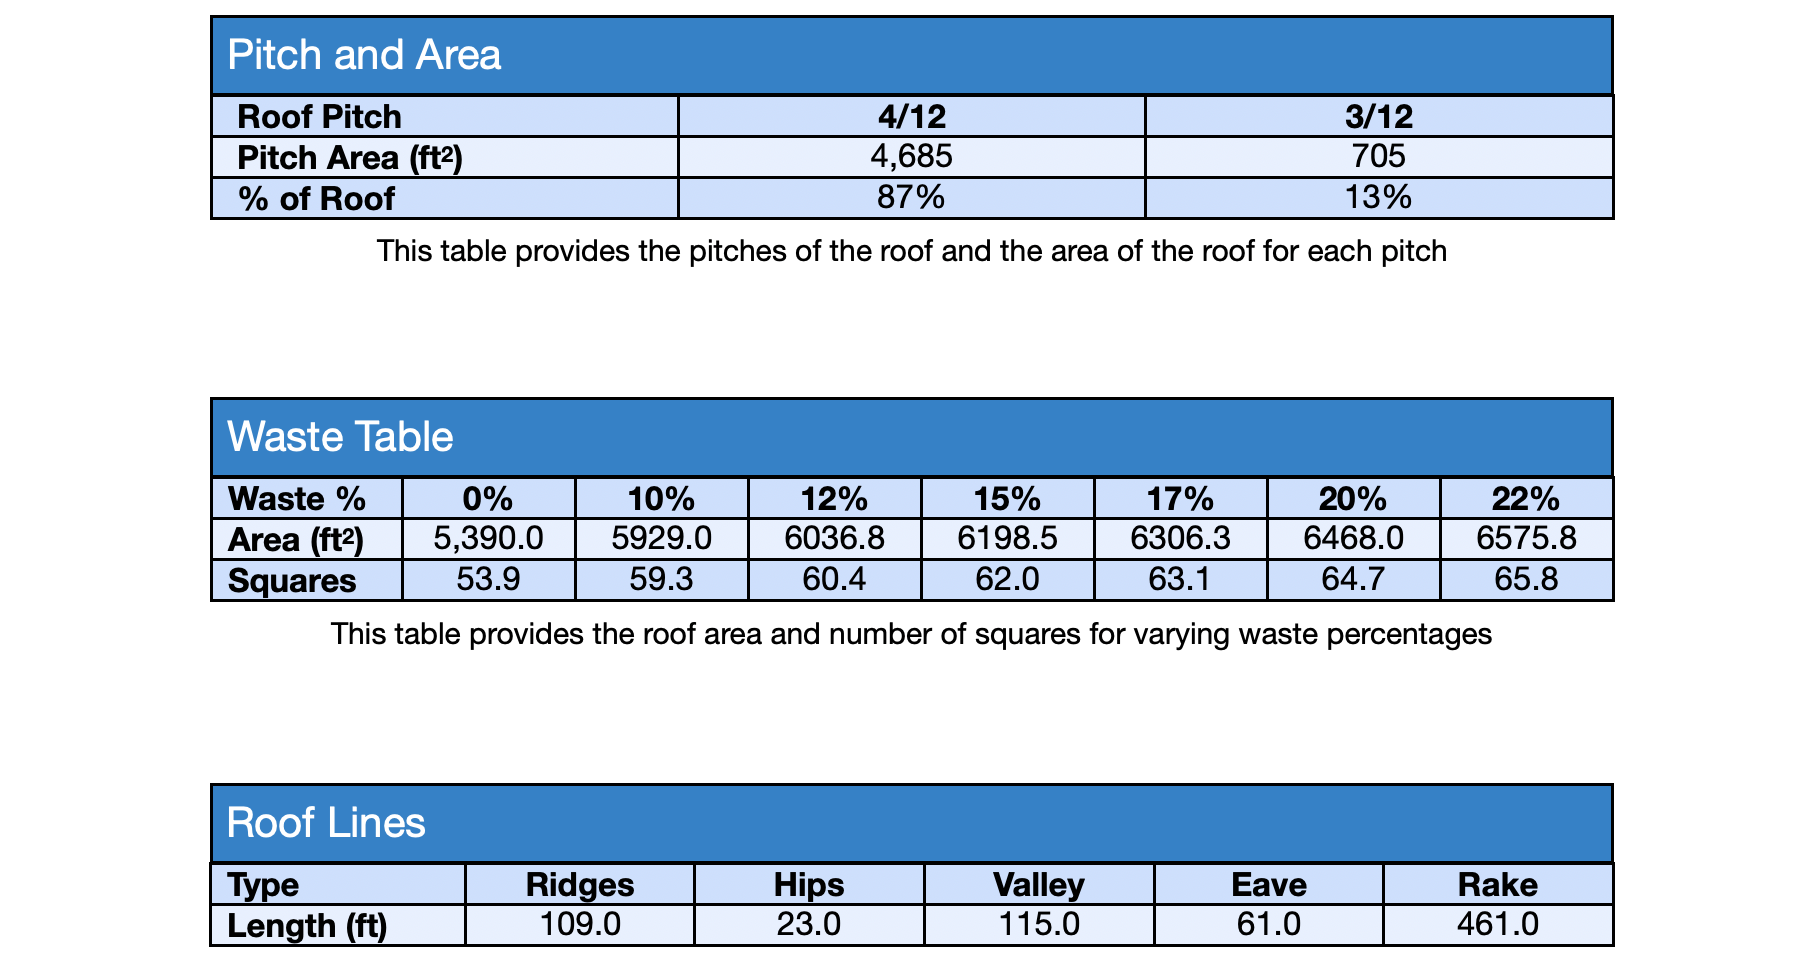 Pitch and Area
Roof Pitch 4/12 3/12
Pitch Area (ft²) 4,685 705
% of Roof 87% 13%
This table provides the pitches of the roof and the area of the roof for each pitch
Waste Table
Waste % 0% 10% 12% 15% 17% 20% 22%
Area (ft²) 5,390.0 5929.0 6036.8 6198.5 6306.3 6468.0 6575.8
Squares 53.9 59.3 60.4 62.0 63.1 64.7 65.8
This table provides the roof area and number of squares for varying waste percentages
Roof Lines
Type Ridges Hips Valley Eave Rake
Length (ft) 109.0 23.0 115.0 61.0 461.0